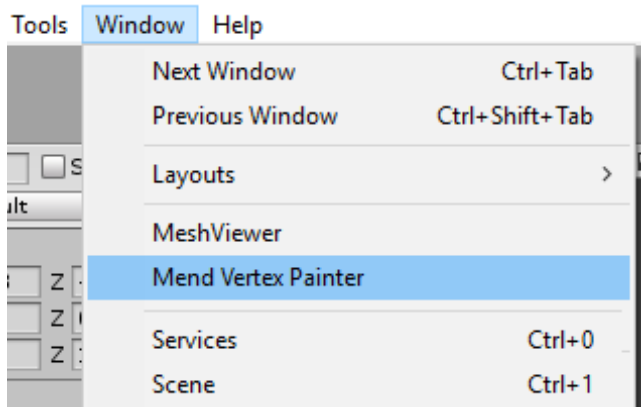 Tools Window Help
Next Window Ctrl+Tab
Previous Window Ctrl+Shift+Tab
Layouts >
MeshViewer
Mend Vertex Painter
Z
Z
Services Ctrl+0
Z
Scene Ctrl+1